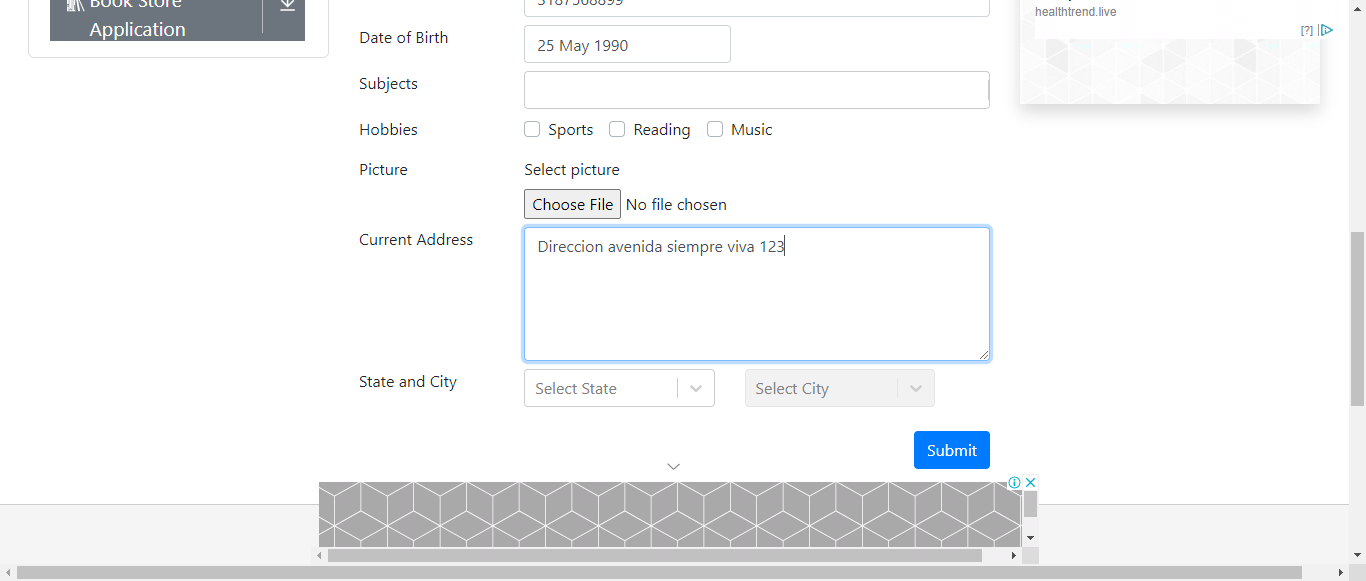 Book Store
Application
3187568899
healthtrend.live
[?]
Date of Birth
25 May 1990
Subjects
Hobbies
Sports Reading Music
Picture
Select picture
Choose File No file chosen
Current Address
Direccion avenida siempre viva 123
State and City
Select State Select City
Submit